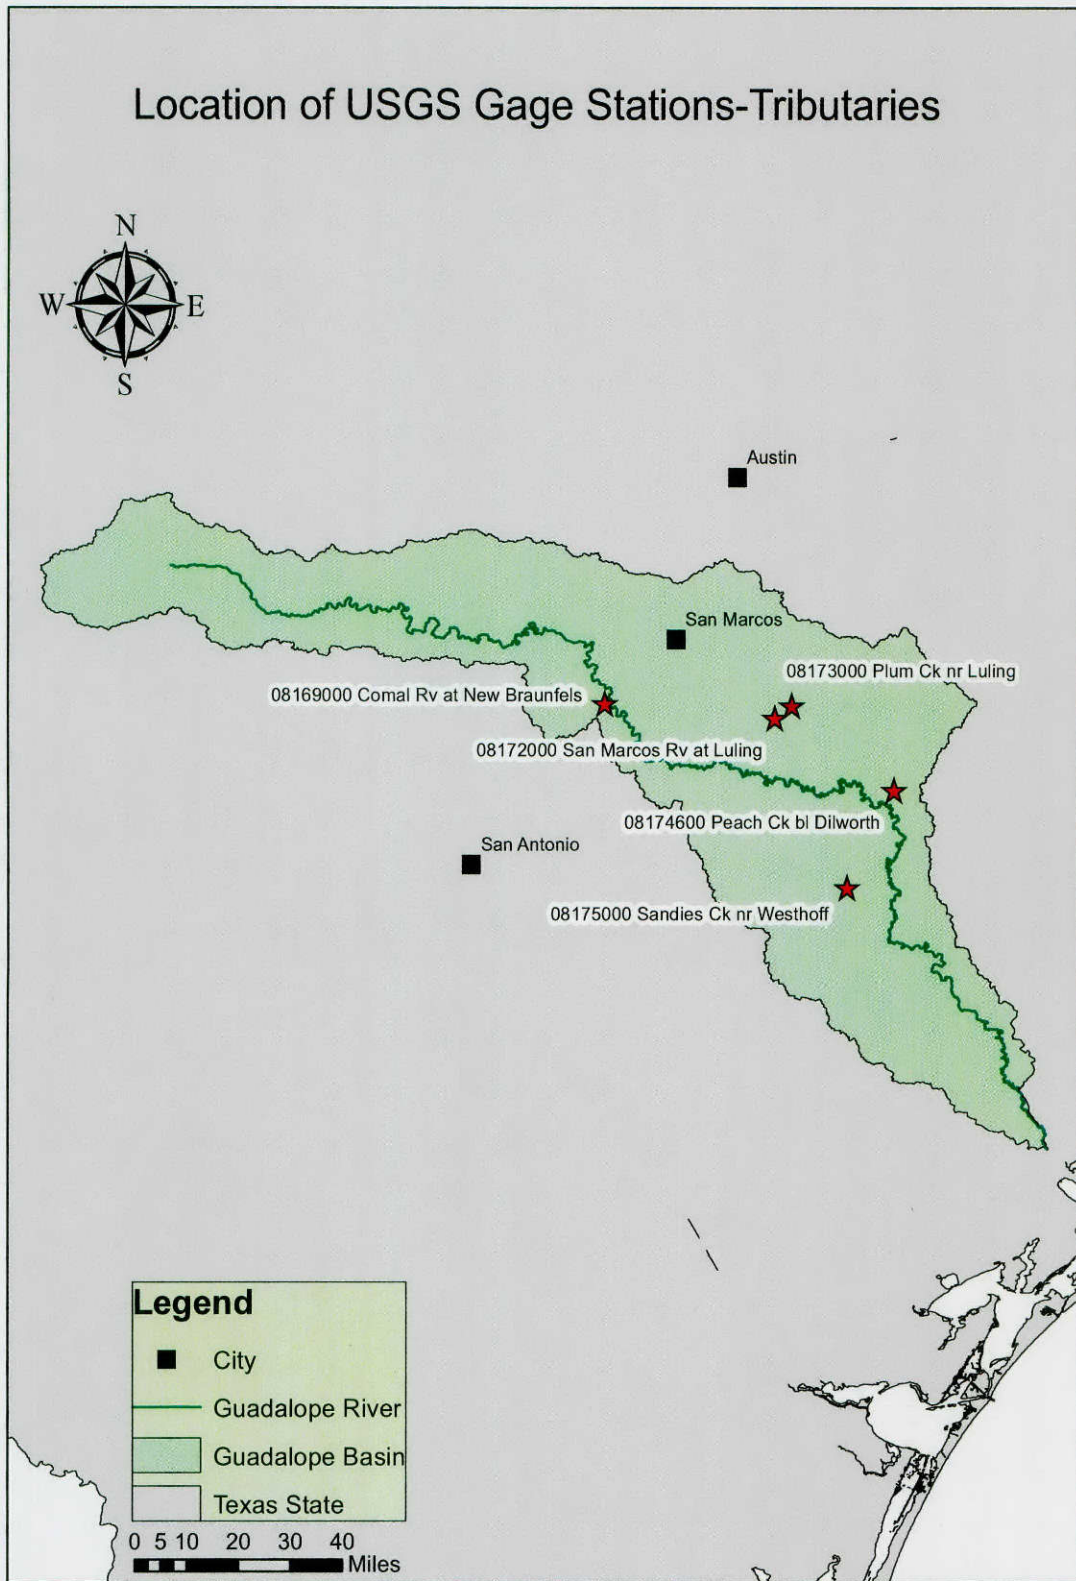 Location of USGS Gage Stations-Tributaries
N
W E
S
Austin
San Marcos
08173000 Plum Ck nr Luling
08169000 Comal Rv at New Braunfels
08172000 San Marcos Rv at Luling
08174600 Peach Ck bl Dilworth
San Antonio
08175000 Sandies Ck nr Westhoff
Legend
City
Guadalope River
Guadalope Basin
Texas State
0 5 10 20 30 40
Miles